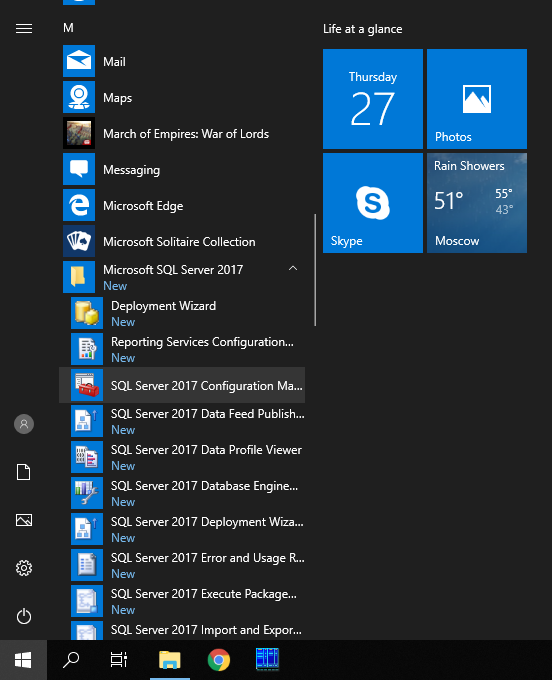 M
Mail
Maps
March of Empires: War of Lords
Messaging
Microsoft Edge
Microsoft Solitaire Collection
Microsoft SQL Server 2017
New
Deployment Wizard
New
Reporting Services Configuration...
New
SQL Server 2017 Configuration Ma...
SQL Server 2017 Data Feed Publish...
New
SQL Server 2017 Data Profile Viewer
New
SQL Server 2017 Database Engine...
New
SQL Server 2017 Deployment Wiza...
New
SQL Server 2017 Error and Usage R...
New
SQL Server 2017 Execute Package...
New
SQL Server 2017 Import and Expor...
Life at a glance
Thursday
27
Photos
Skype
Rain Showers
51° 55°
43°
Moscow